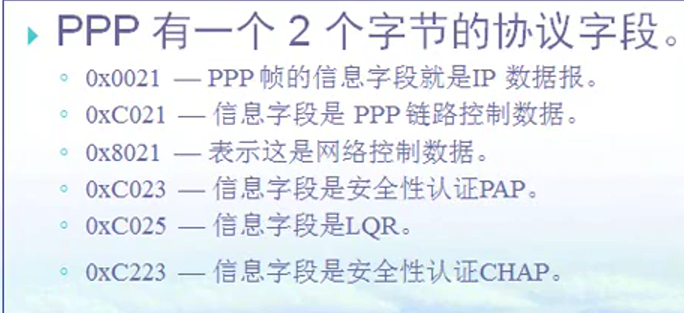 PPP 有一个 2 个字节的协议字段。
0x0021 — PPP 帧的信息字段就是IP 数据报。
0xC021 — 信息字段是 PPP 链路控制数据。
0x8021 — 表示这是网络控制数据。
0xC023 — 信息字段是安全性认证PAP。
0xC025 — 信息字段是LQR。
0xC223 — 信息字段是安全性认证CHAP。